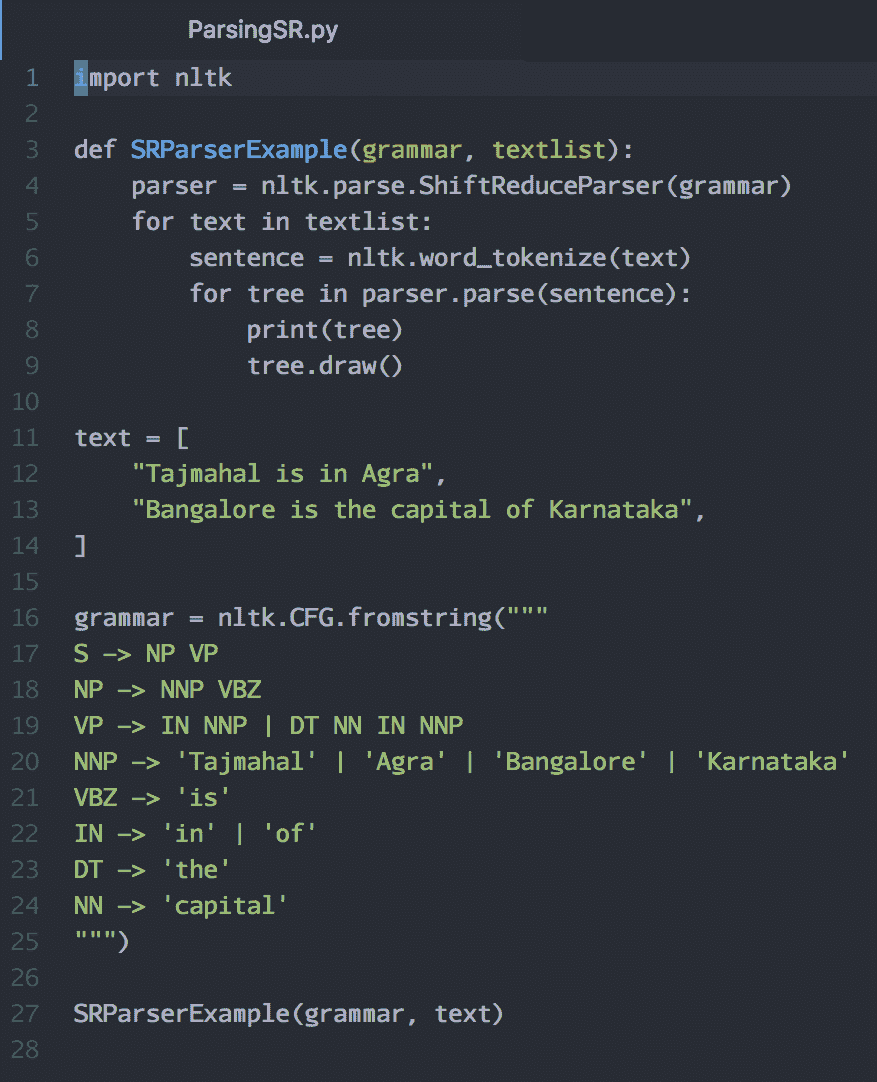 ParsingSR.py
1 import nltk
2
3 def SRParserExample(grammar, textlist):
4     parser = nltk.parse.ShiftReduceParser(grammar)
5     for text in textlist:
6         sentence = nltk.word_tokenize(text)
7         for tree in parser.parse(sentence):
8             print(tree)
9             tree.draw()
10
11 text = [
12     "Tajmahal is in Agra",
13     "Bangalore is the capital of Karnataka",
14 ]
15
16 grammar = nltk.CFG.fromstring("""
17 S -> NP VP
18 NP -> NNP VBZ
19 VP -> IN NNP | DT NN IN NNP
20 NNP -> 'Tajmahal' | 'Agra' | 'Bangalore' | 'Karnataka'
21 VBZ -> 'is'
22 IN -> 'in' | 'of'
23 DT -> 'the'
24 NN -> 'capital'
25 """)
26
27 SRParserExample(grammar, text)
28